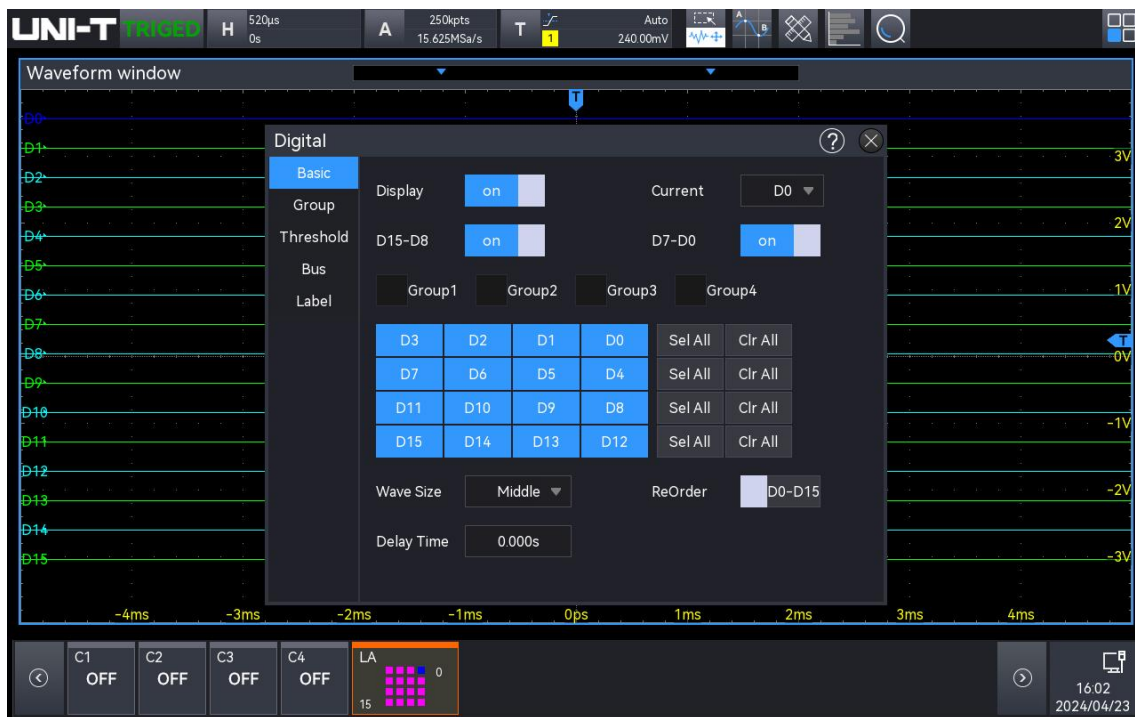 UNI-T TRIGED H 520μs A 250kpts T Auto
0s 15.625MSa/s 1 240.00mV A B
Waveform window
T
D0
D1
D2
D3
D4
D5
D6
D7
D8
D9
D10
D11
D12
D13
D14
D15
Digital ?
Basic
Group
Threshold
Bus
Label
Display on Current D0
D15-D8 on D7-D0 on
Group1 Group2 Group3 Group4
D3 D2 D1 D0 Sel All Clr All
D7 D6 D5 D4 Sel All Clr All
D11 D10 D9 D8 Sel All Clr All
D15 D14 D13 D12 Sel All Clr All
Wave Size Middle ReOrder D0-D15
Delay Time 0.000s
3V
2V
1V
T
0V
-1V
-2V
-3V
-4ms -3ms -2ms -1ms 0ps 1ms 2ms 3ms 4ms
C1 C2 C3 C4 LA
OFF OFF OFF OFF 0
15
16:02
2024/04/23